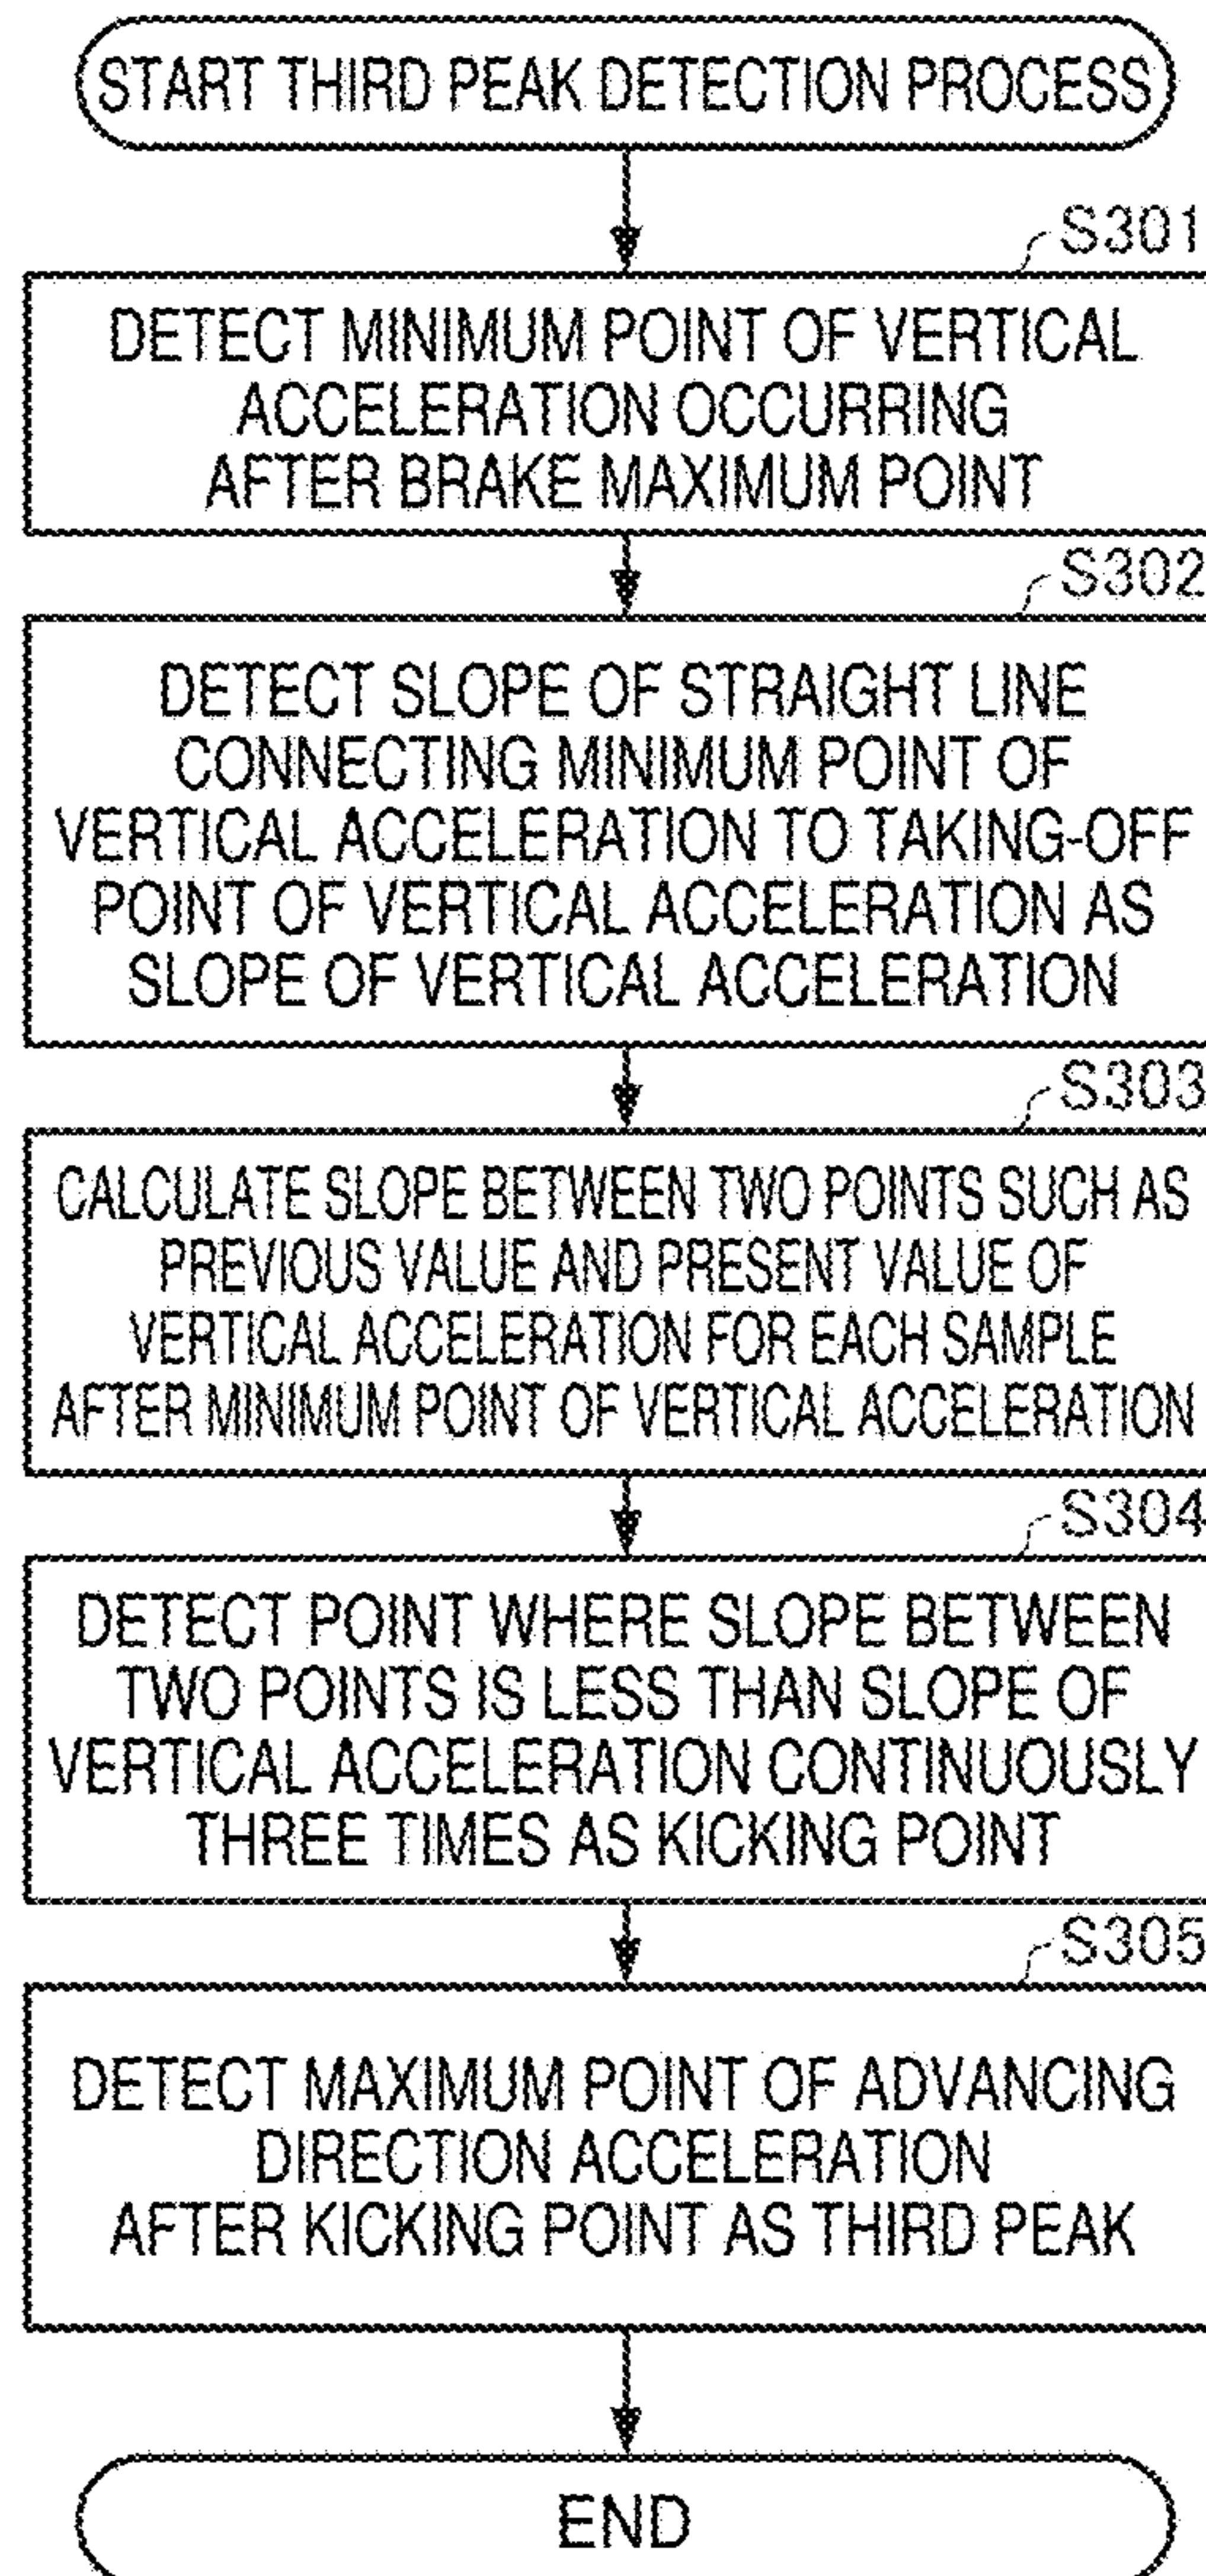 START THIRD PEAK DETECTION PROCESS
S301
DETECT MINIMUM POINT OF VERTICAL
ACCELERATION OCCURRING
AFTER BRAKE MAXIMUM POINT
S302
DETECT SLOPE OF STRAIGHT LINE
CONNECTING MINIMUM POINT OF
VERTICAL ACCELERATION TO TAKING-OFF
POINT OF VERTICAL ACCELERATION AS
SLOPE OF VERTICAL ACCELERATION
S303
CALCULATE SLOPE BETWEEN TWO POINTS SUCH AS
PREVIOUS VALUE AND PRESENT VALUE OF
VERTICAL ACCELERATION FOR EACH SAMPLE
AFTER MINIMUM POINT OF VERTICAL ACCELERATION
S304
DETECT POINT WHERE SLOPE BETWEEN
TWO POINTS IS LESS THAN SLOPE OF
VERTICAL ACCELERATION CONTINUOUSLY
THREE TIMES AS KICKING POINT
S305
DETECT MAXIMUM POINT OF ADVANCING
DIRECTION ACCELERATION
AFTER KICKING POINT AS THIRD PEAK
END